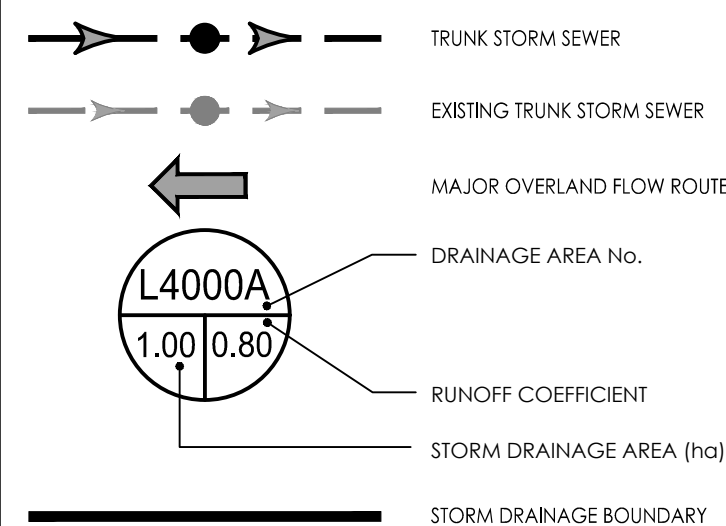 TRUNK STORM SEWER
EXISTING TRUNK STORM SEWER
MAJOR OVERLAND FLOW ROUTE
DRAINAGE AREA No.
L4000A
1.00 0.80
RUNOFF COEFFICIENT
STORM DRAINAGE AREA (ha)
STORM DRAINAGE BOUNDARY